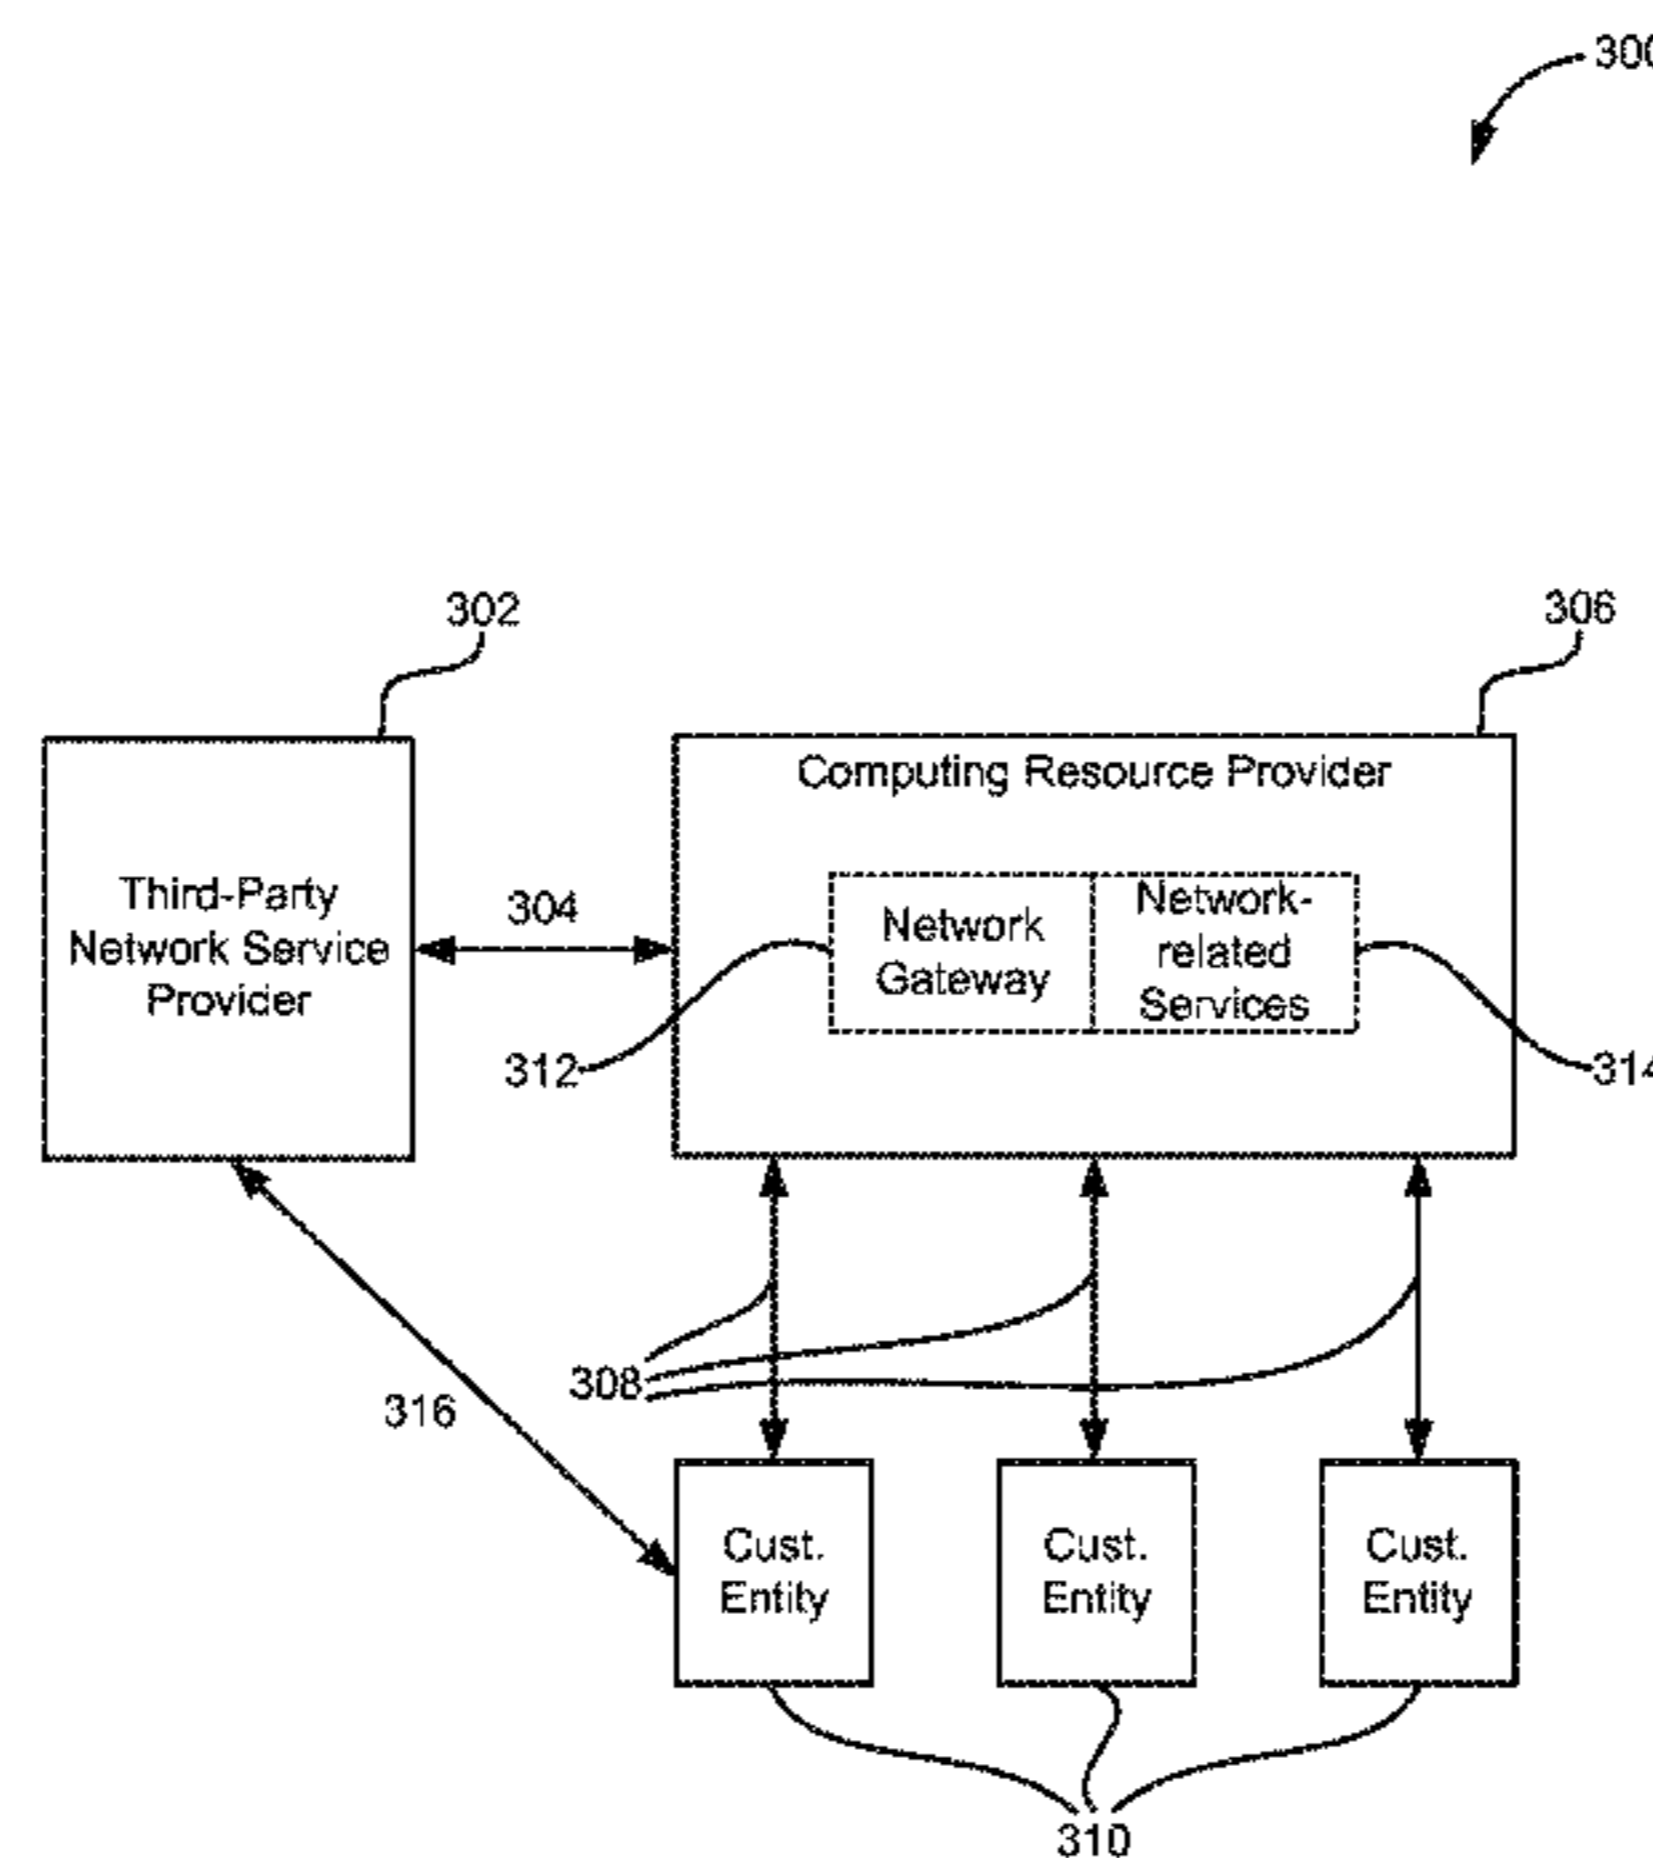 300
302
306
Computing Resource Provider
Third-Party
Network Service
Provider
304
Network
Gateway
Network-
related
Services
312
314
308
316
Cust.
Entity
Cust.
Entity
Cust.
Entity
310